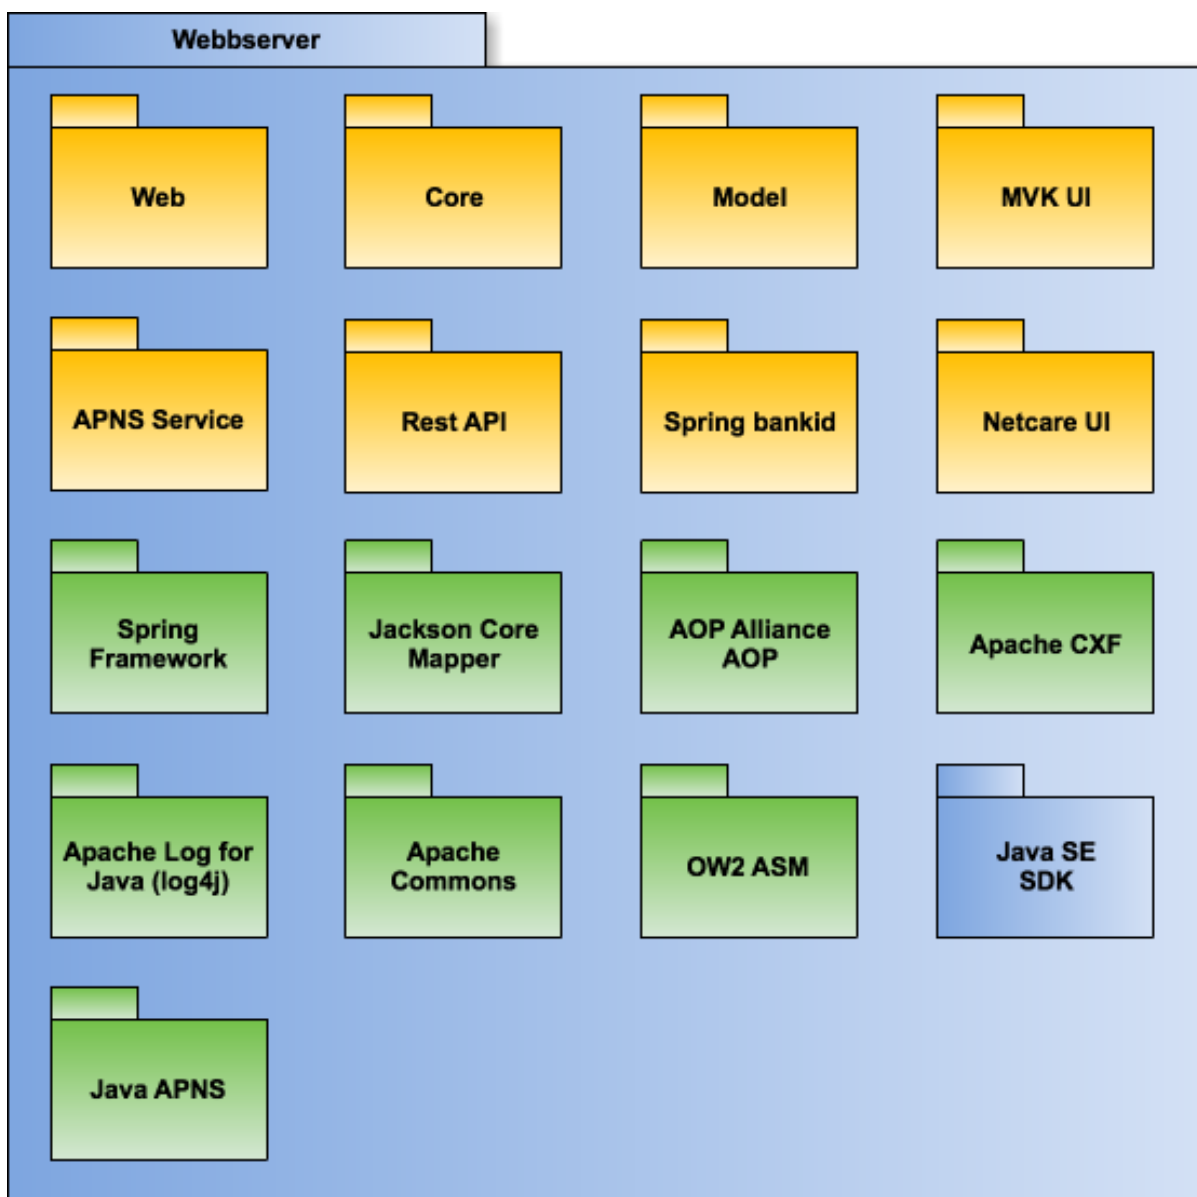 Webbserver
Web
Core
Model
MVK UI
APNS Service
Rest API
Spring bankid
Netcare UI
Spring
Framework
Jackson Core
Mapper
AOP Alliance
AOP
Apache CXF
Apache Log for
Java (log4j)
Apache
Commons
OW2 ASM
Java SE
SDK
Java APNS